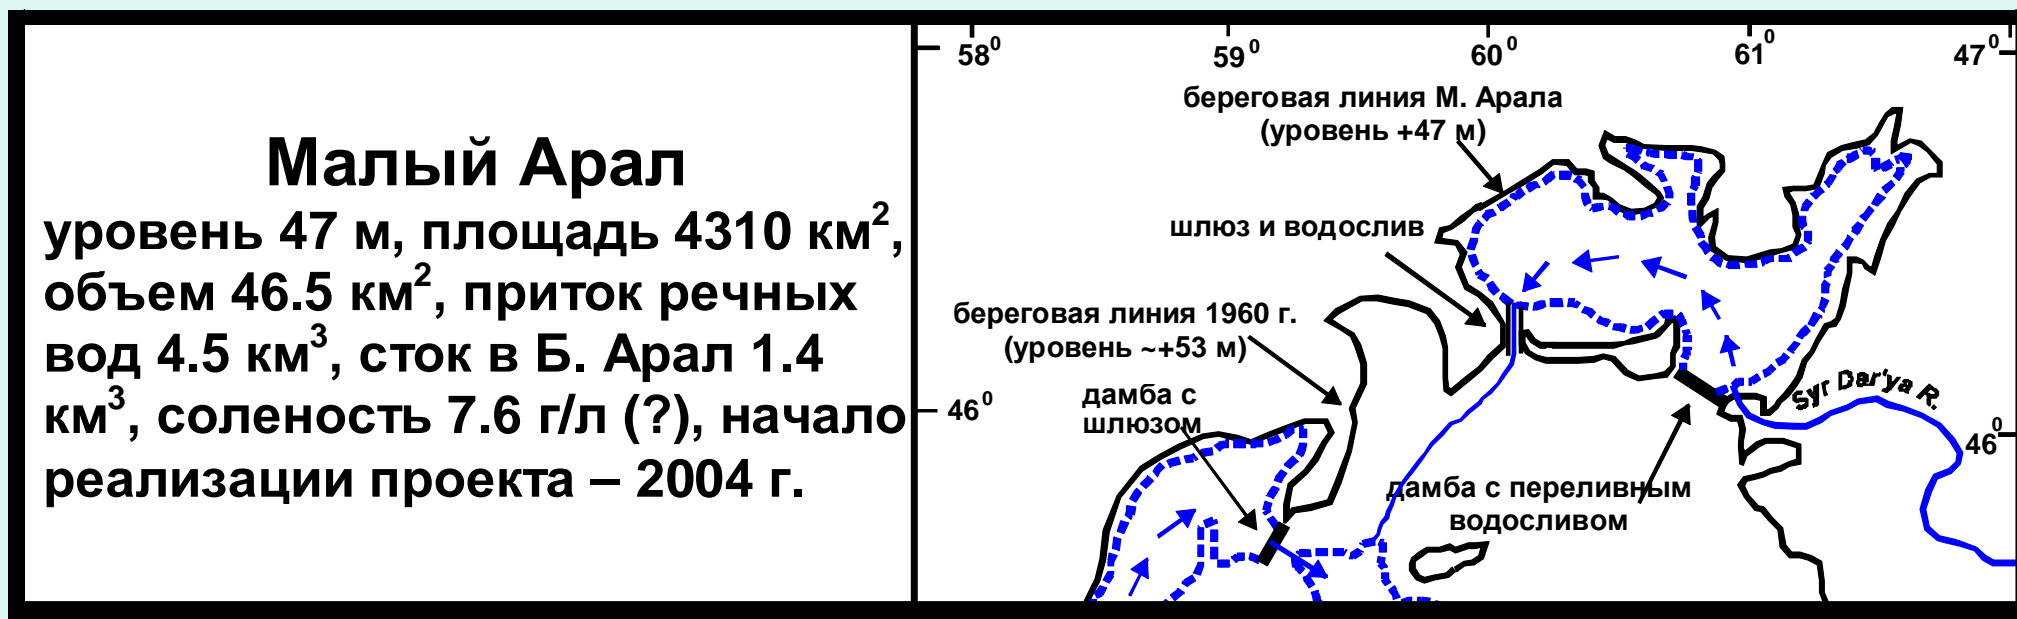 Малый Арал
уровень 47 м, площадь 4310 км²,
объем 46.5 км², приток речных
вод 4.5 км³, сток в Б. Арал 1.4
км³, соленость 7.6 г/л (?), начало
реализации проекта – 2004 г.
58⁰
59⁰
60⁰
61⁰
47⁰
береговая линия М. Арала
(уровень +47 м)
шлюз и водослив
береговая линия 1960 г.
(уровень ~+53 м)
дамба с
шлюзом
46⁰
Syr Dar'ya R.
46⁰
дамба с переливным
водосливом